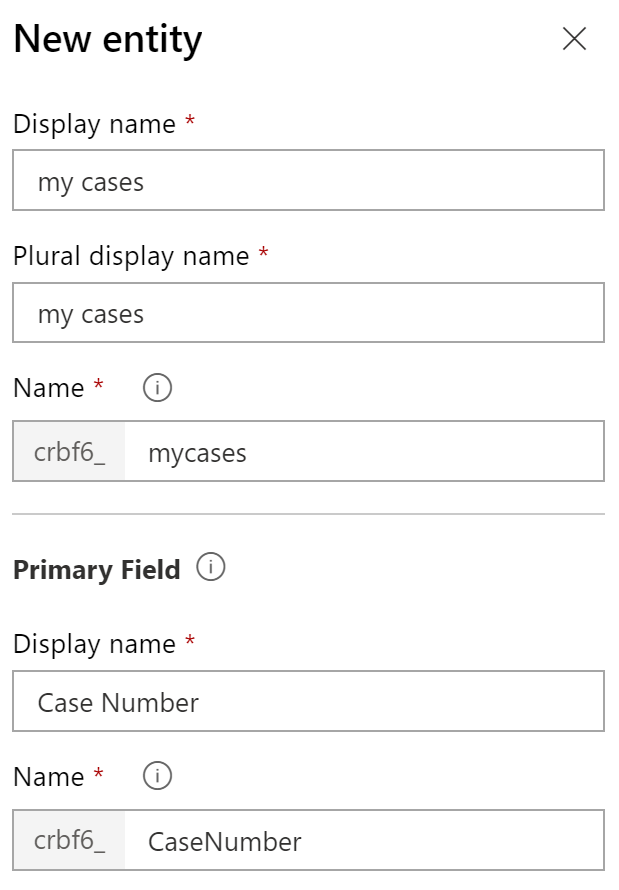 New entity
Display name *
my cases
Plural display name *
my cases
Name *
crbf6_ mycases
Primary Field
Display name *
Case Number
Name *
crbf6_ CaseNumber